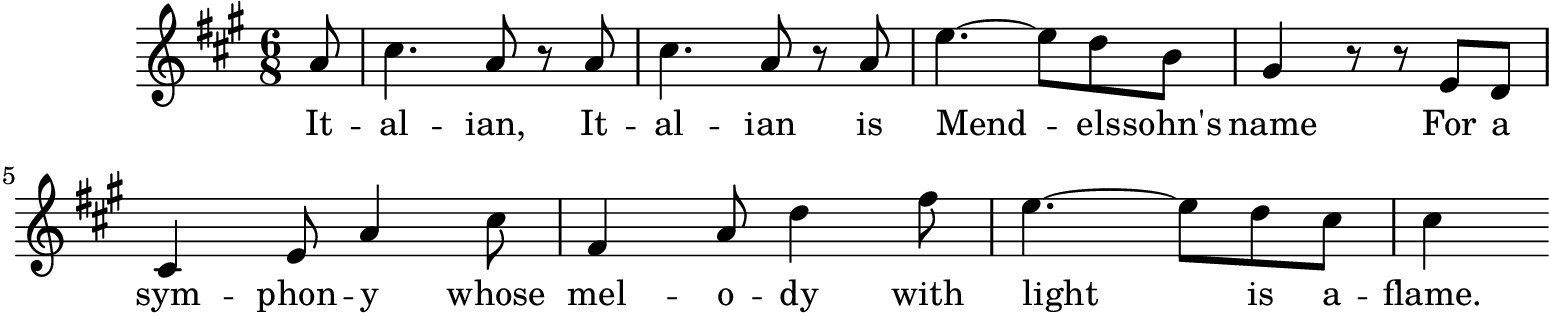 6
8
It -- al -- ian, It -- al -- ian is Mend -- elssohn's name For a
5
sym -- phon -- y whose mel -- o -- dy with light is a -- flame.